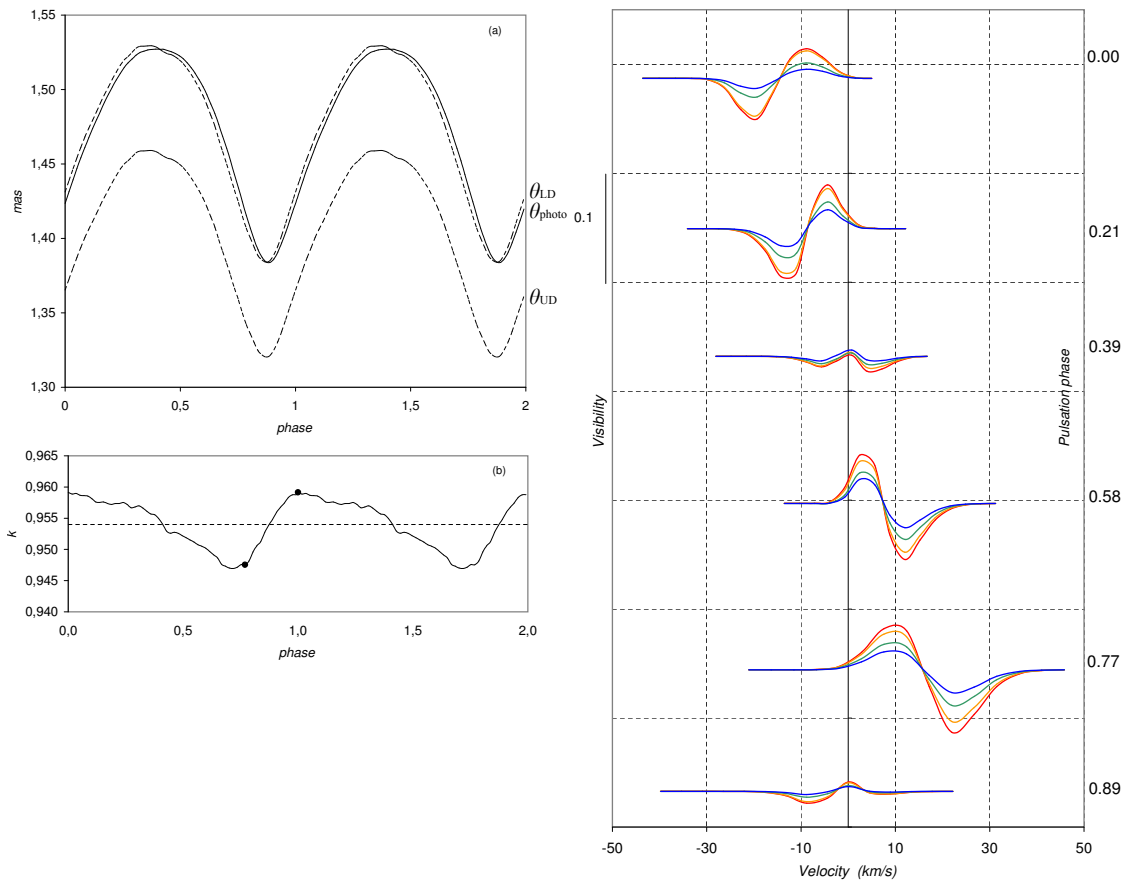 (a)
1,55
1,50
1,45
1,40
1,35
1,30
mas
0
0,5
1
1,5
2
phase
θLD
θphoto
θUD
(b)
0,965
0,960
0,954
0,950
0,945
0,940
k
0,0
0,5
1,0
1,5
2,0
phase
0.1
Visibility
0.00
0.21
0.39
0.58
0.77
0.89
Pulsation phase
-50
-30
-10
10
30
50
Velocity (km/s)